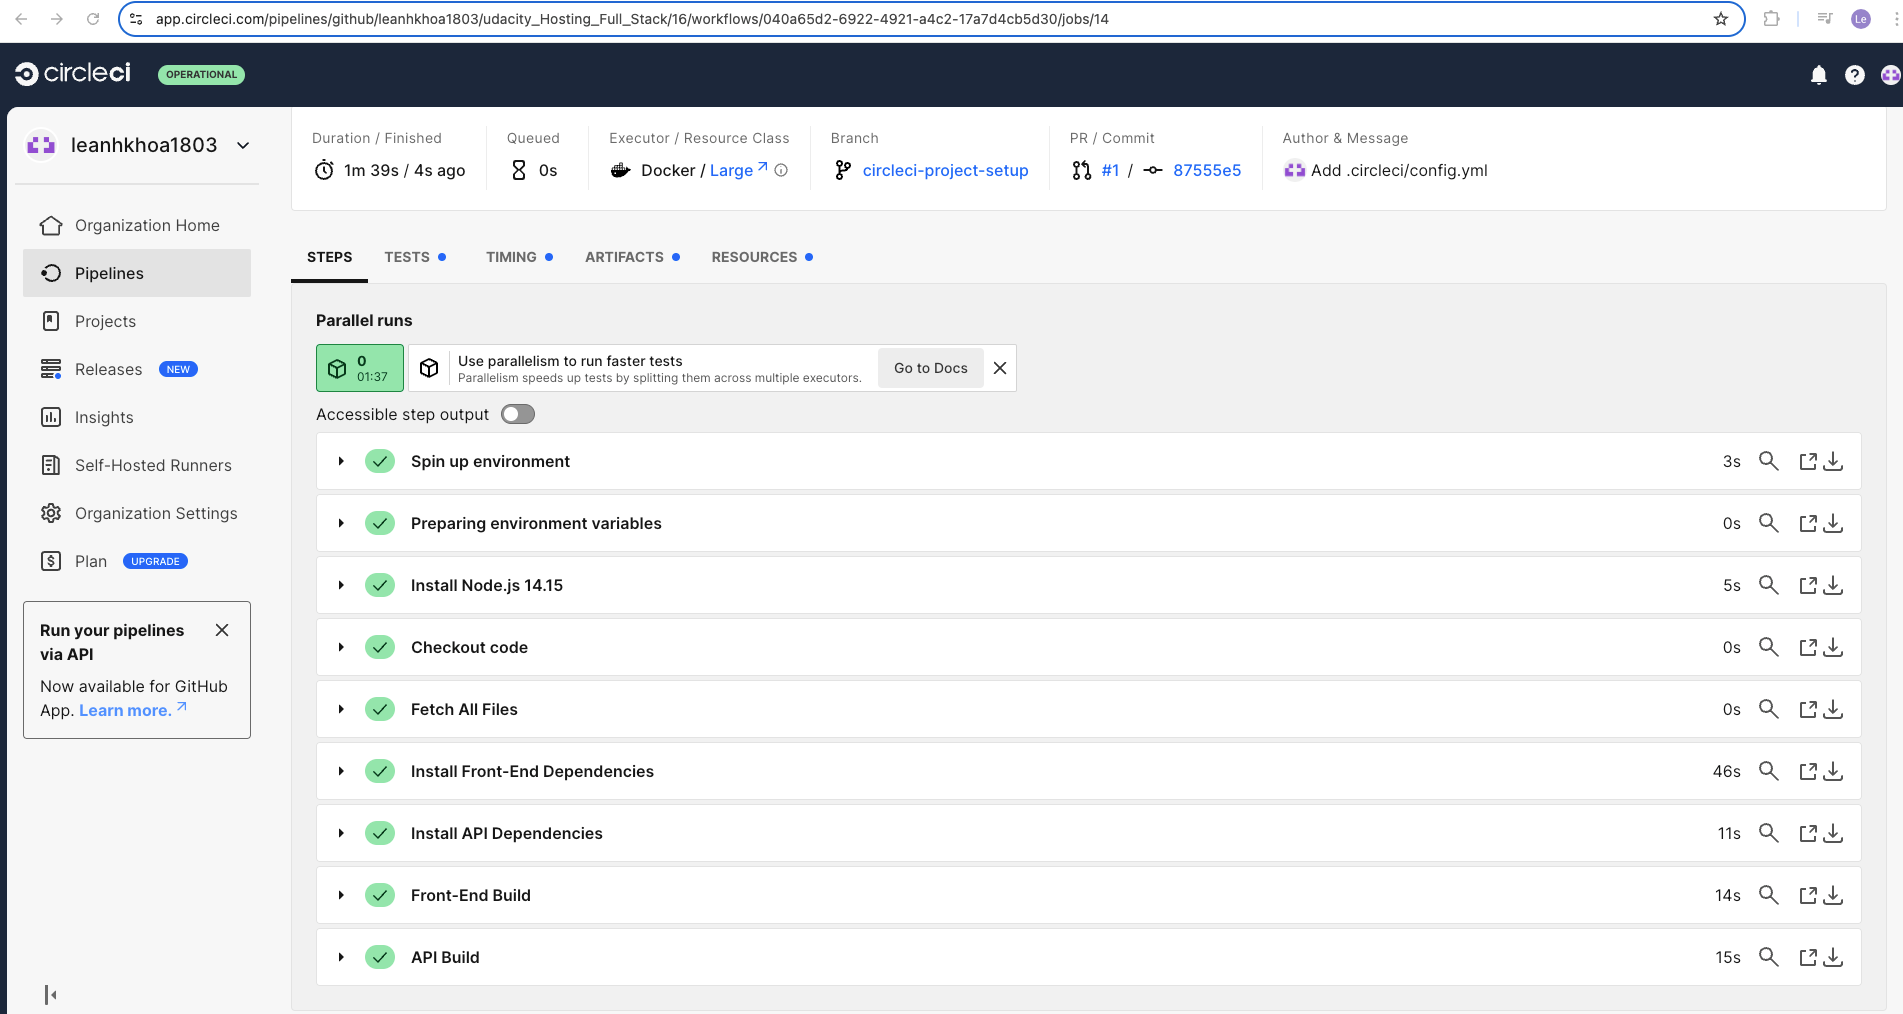 app.circleci.com/pipelines/github/leanhkhoa1803/udacity_Hosting_Full_Stack/16/workflows/040a65d2-6922-4921-a4c2-17a7d4cb5d30/jobs/14
Le
circleci
OPERATIONAL
leanhkhoa1803
Organization Home
Pipelines
Projects
Releases NEW
Insights
Self-Hosted Runners
Organization Settings
Plan UPGRADE
Run your pipelines
via API
Now available for GitHub
App. Learn more.
Duration / Finished
1m 39s / 4s ago
Queued
0s
Executor / Resource Class
Docker / Large
Branch
circleci-project-setup
PR / Commit
#1 / 87555e5
Author & Message
Add .circleci/config.yml
STEPS TESTS TIMING ARTIFACTS RESOURCES
Parallel runs
0
01:37
Use parallelism to run faster tests
Parallelism speeds up tests by splitting them across multiple executors.
Go to Docs
Accessible step output
Spin up environment 3s
Preparing environment variables 0s
Install Node.js 14.15 5s
Checkout code 0s
Fetch All Files 0s
Install Front-End Dependencies 46s
Install API Dependencies 11s
Front-End Build 14s
API Build 15s